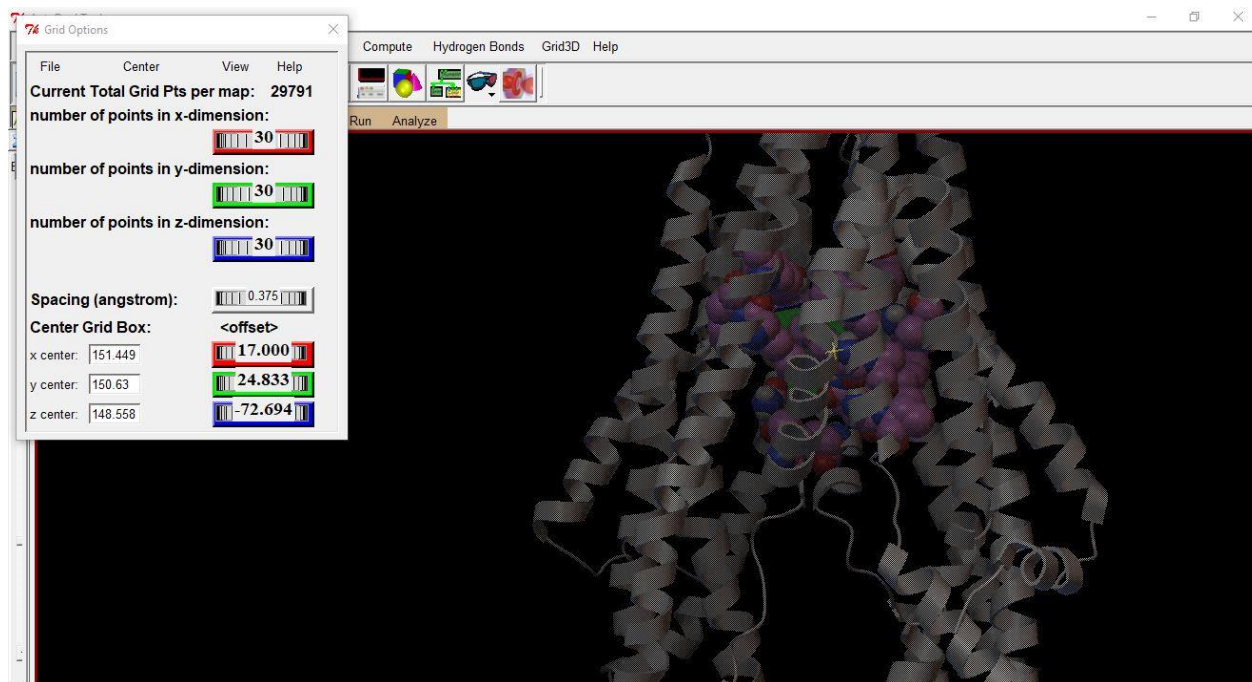 Grid Options
Compute Hydrogen Bonds Grid3D Help
File Center View Help
Current Total Grid Pts per map: 29791
number of points in x-dimension:
30
Run Analyze
number of points in y-dimension:
30
number of points in z-dimension:
30
Spacing (angstrom): 0.375
Center Grid Box: <offset>
x center: 151.449 17.000
y center: 150.63 24.833
z center: 148.558 -72.694